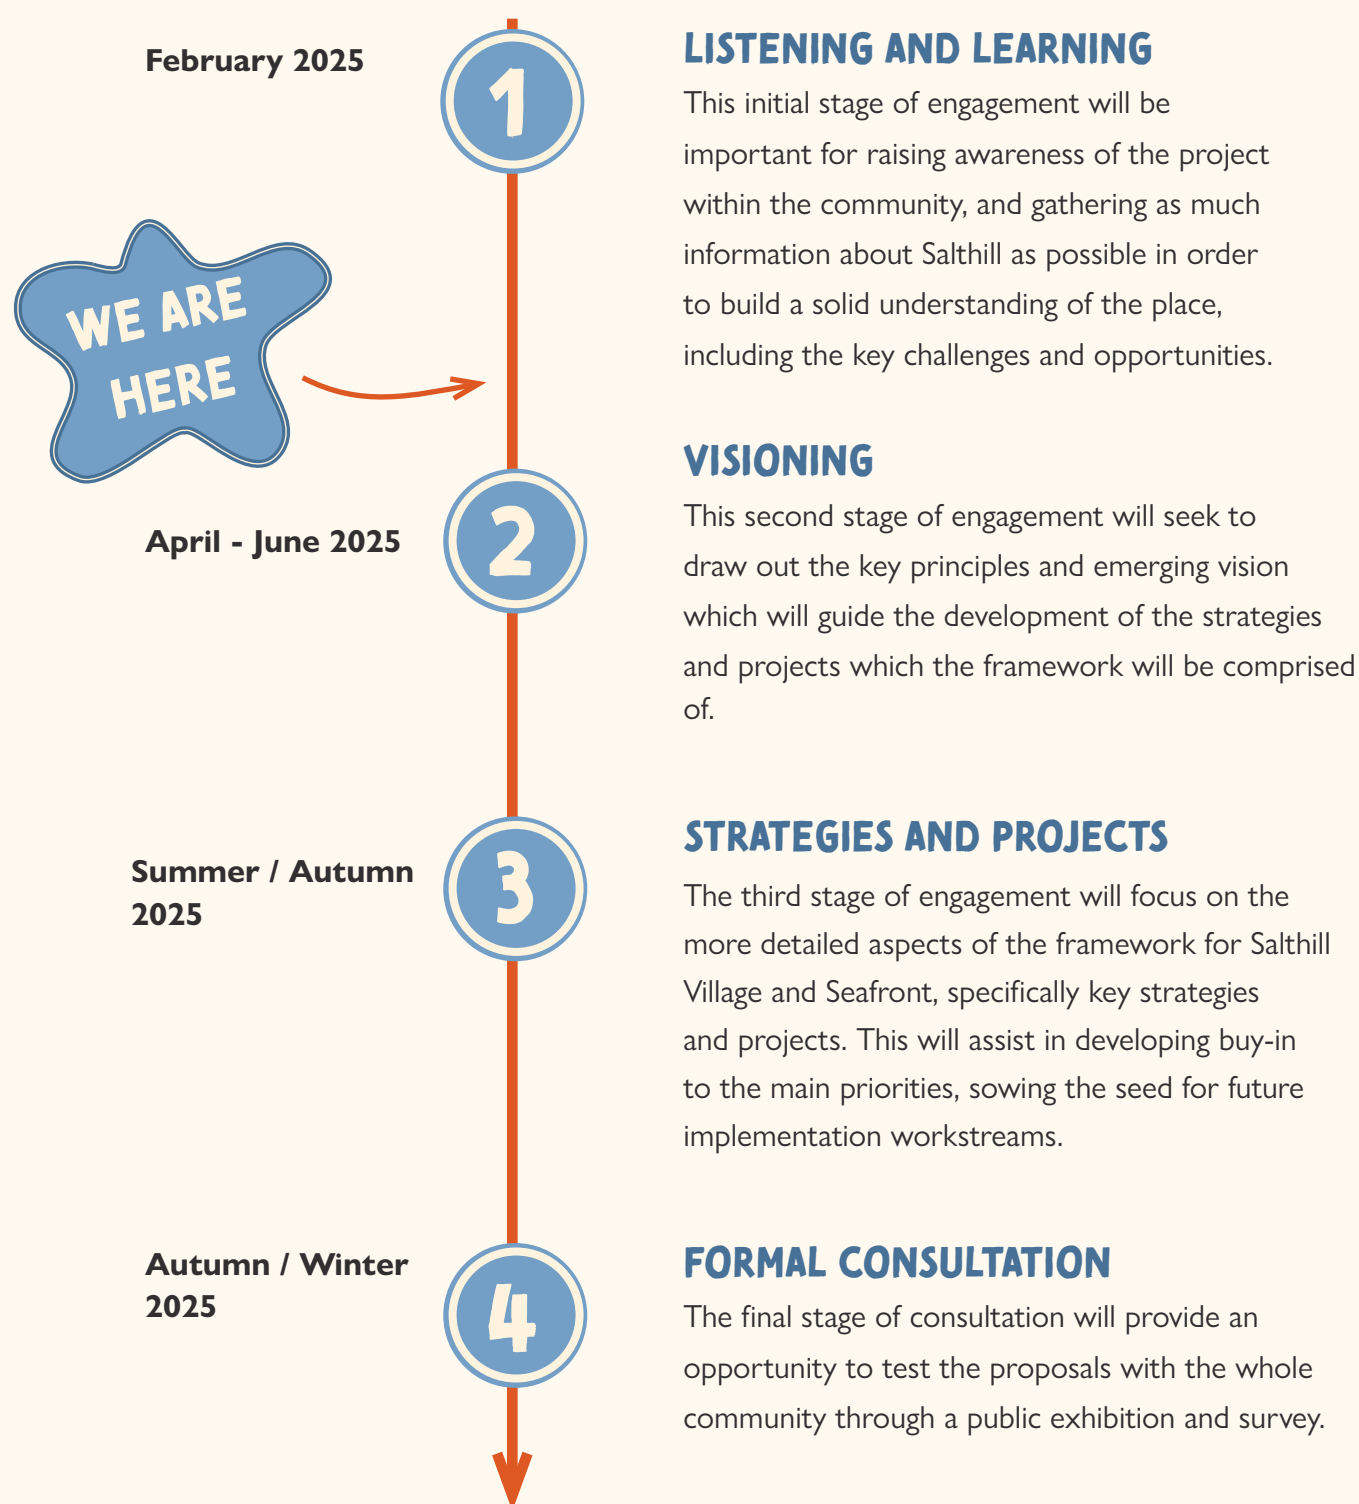 February 2025
1
LISTENING AND LEARNING
This initial stage of engagement will be
important for raising awareness of the project
within the community, and gathering as much
information about Salthill as possible in order
to build a solid understanding of the place,
including the key challenges and opportunities.
WE ARE
HERE
April - June 2025
2
VISIONING
This second stage of engagement will seek to
draw out the key principles and emerging vision
which will guide the development of the strategies
and projects which the framework will be comprised
of.
Summer / Autumn
2025
3
STRATEGIES AND PROJECTS
The third stage of engagement will focus on the
more detailed aspects of the framework for Salthill
Village and Seafront, specifically key strategies
and projects. This will assist in developing buy-in
to the main priorities, sowing the seed for future
implementation workstreams.
Autumn / Winter
2025
4
FORMAL CONSULTATION
The final stage of consultation will provide an
opportunity to test the proposals with the whole
community through a public exhibition and survey.